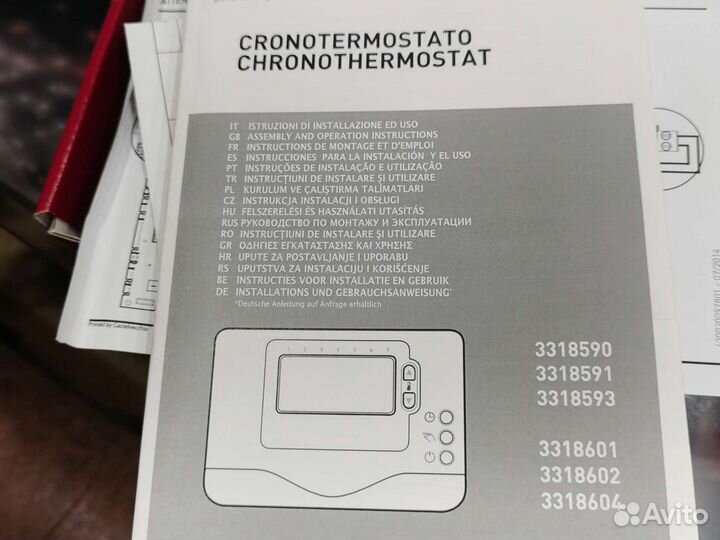 CRONOTERMOSTATO
CHRONOTHERMOSTAT
IT ISTRUZIONI DI INSTALLAZIONE ED USO
GB ASSEMBLY AND OPERATION INSTRUCTIONS
FR INSTRUCTIONS DE MONTAGE ET D'EMPLOI
ES INSTRUCCIONES PARA LA INSTALACIÓN Y EL USO
PT INSTRUÇÕES DE INSTALAÇÃO E UTILIZAÇÃO
TR INSTRUCŢIUNI DE INSTALARE ŞI UTILIZARE
PL KURULUM VE ÇALIŞTIRMA TALİMATLARI
CZ INSTRUKCJA INSTALACJI I OBSŁUGI
HU FELSZERELÉSI ÉS HASZNÁLATI UTASÍTÁS
RUS РУКОВОДСТВО ПО МОНТАЖУ И ЭКСПЛУАТАЦИИ
RO INSTRUCŢIUNI DE INSTALARE ŞI UTILIZARE
GR ΟΔΗΓΙΕΣ ΕΓΚΑΤΑΣΤΑΣΗΣ ΚΑΙ ΧΡΗΣΗΣ
HR UPUTE ZA POSTAVLJANJE I UPORABU
RS UPUTSTVA ZA INSTALACIJU I KORIŠĆENJE
BE INSTRUCTIES VOOR INSTALLATIE EN GEBRUIK
DE INSTALLATIONS UND GEBRAUCHSANWEISUNG*
*Deutsche Anleitung auf Anfrage erhältlich
1 2 3 4 5 6 7
3318590
3318591
3318593
3318601
3318602
3318604
Printed by Castelvecchio
Avito